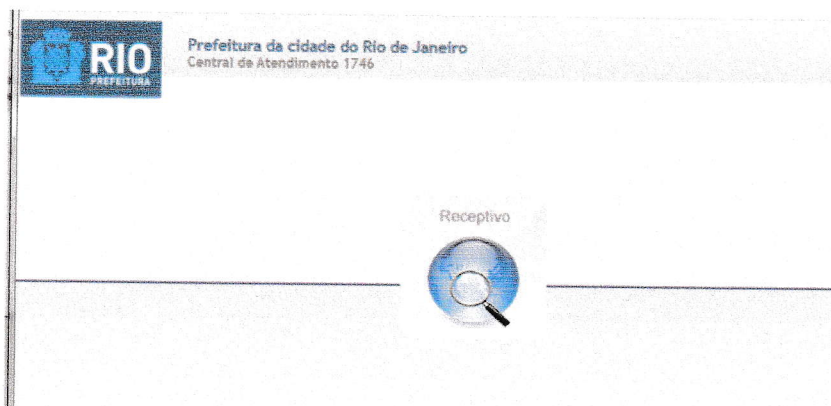 RIO
PREFEITURA
Prefeitura da cidade do Rio de Janeiro
Central de Atendimento 1746
Receptivo